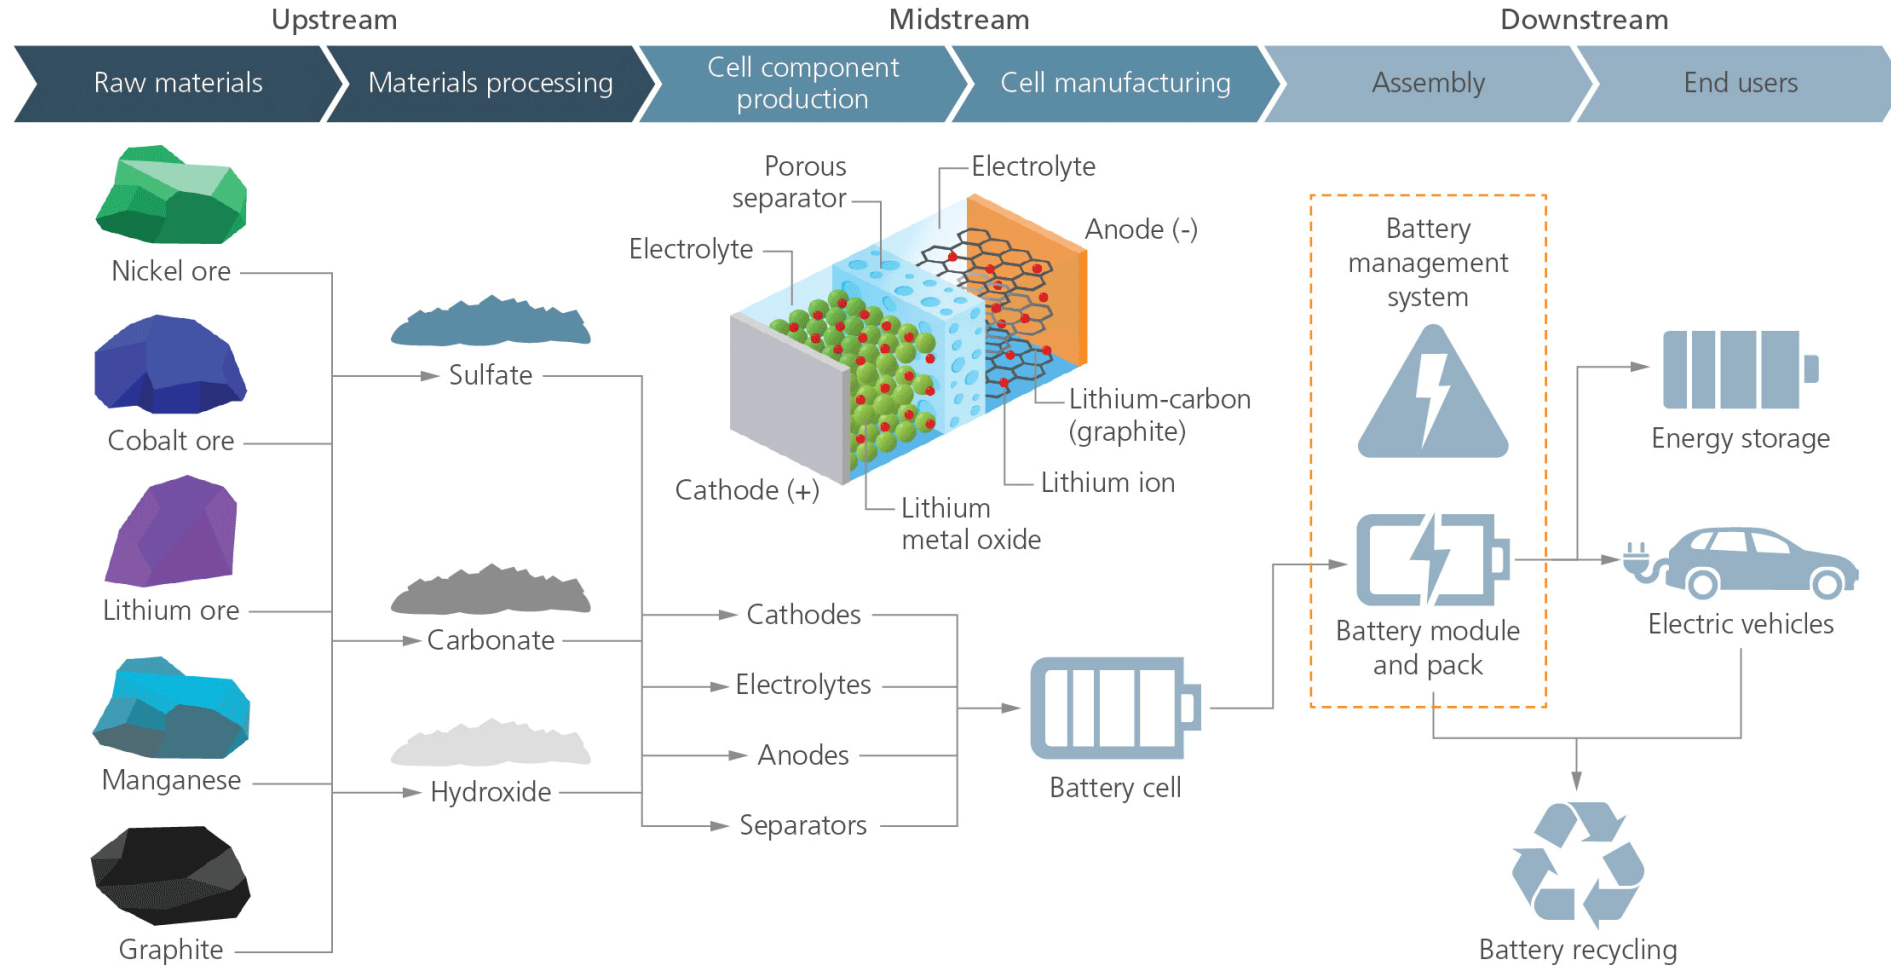 Upstream
Midstream
Downstream
Raw materials
Materials processing
Cell component
production
Cell manufacturing
Assembly
End users
Nickel ore
Cobalt ore
Lithium ore
Manganese
Graphite
Sulfate
Carbonate
Hydroxide
Porous
separator
Electrolyte
Electrolyte
Anode (-)
Cathode (+)
Lithium-carbon
(graphite)
Lithium ion
Lithium
metal oxide
Cathodes
Electrolytes
Anodes
Separators
Battery cell
Battery
management
system
Battery module
and pack
Energy storage
Electric vehicles
Battery recycling